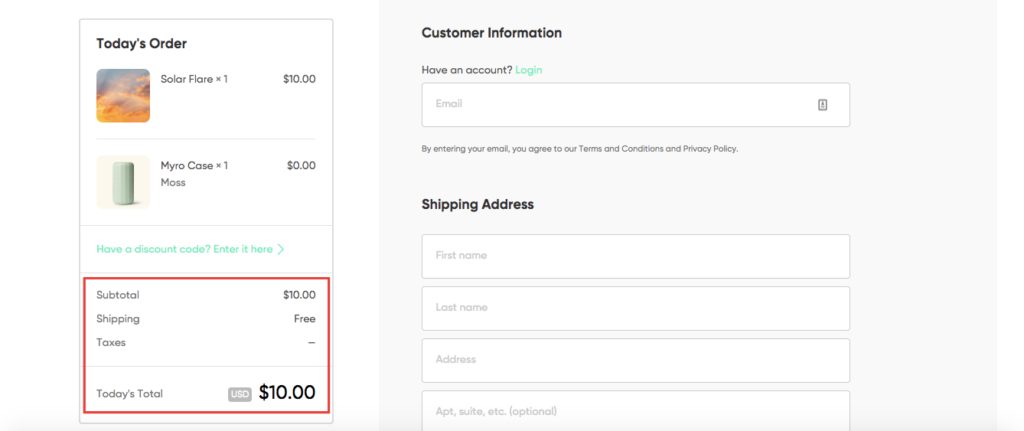 Today's Order
Solar Flare × 1 $10.00
Myro Case × 1 $0.00
Moss
Have a discount code? Enter it here >
Subtotal $10.00
Shipping Free
Taxes –
Today's Total USD $10.00
Customer Information
Have an account? Login
Email
By entering your email, you agree to our Terms and Conditions and Privacy Policy.
Shipping Address
First name
Last name
Address
Apt, suite, etc. (optional)